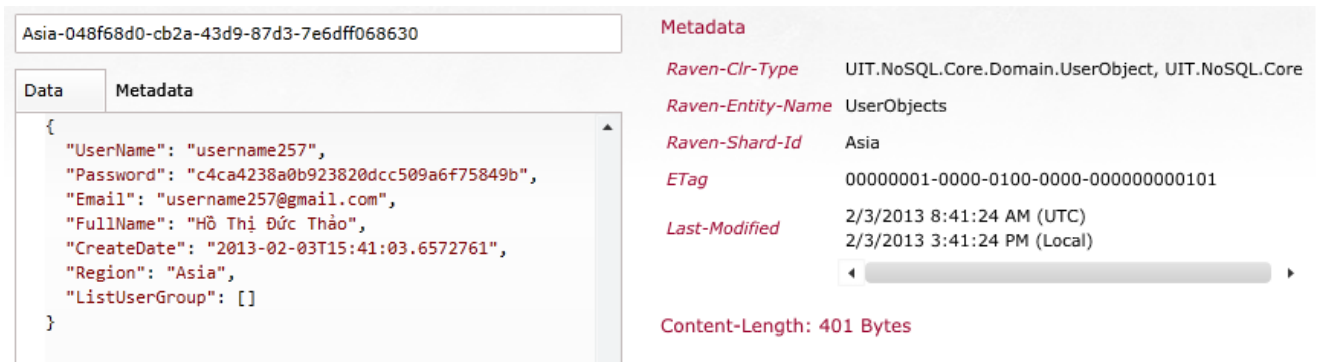 Asia-048f68d0-cb2a-43d9-87d3-7e6dff068630
Data Metadata
{
"UserName": "username257",
"Password": "c4ca4238a0b923820dcc509a6f75849b",
"Email": "username257@gmail.com",
"FullName": "Hồ Thị Đức Thảo",
"CreateDate": "2013-02-03T15:41:03.6572761",
"Region": "Asia",
"ListUserGroup": []
}
Metadata
Raven-Clr-Type UIT.NoSQL.Core.Domain.UserObject, UIT.NoSQL.Core
Raven-Entity-Name UserObjects
Raven-Shard-Id Asia
ETag 00000001-0000-0100-0000-000000000101
Last-Modified 2/3/2013 8:41:24 AM (UTC)
2/3/2013 3:41:24 PM (Local)
Content-Length: 401 Bytes